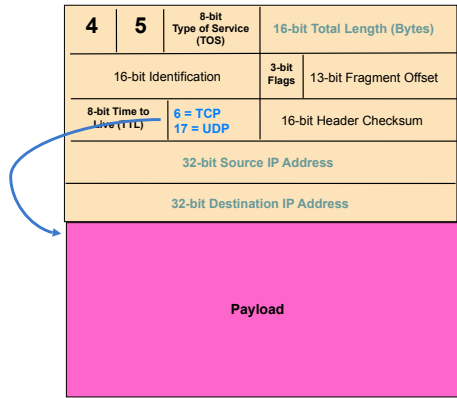 4
5
8-bit
Type of Service
(TOS)
16-bit Total Length (Bytes)
16-bit Identification
3-bit
Flags
13-bit Fragment Offset
8-bit Time to
Live (TTL)
6 = TCP
17 = UDP
16-bit Header Checksum
32-bit Source IP Address
32-bit Destination IP Address
Payload